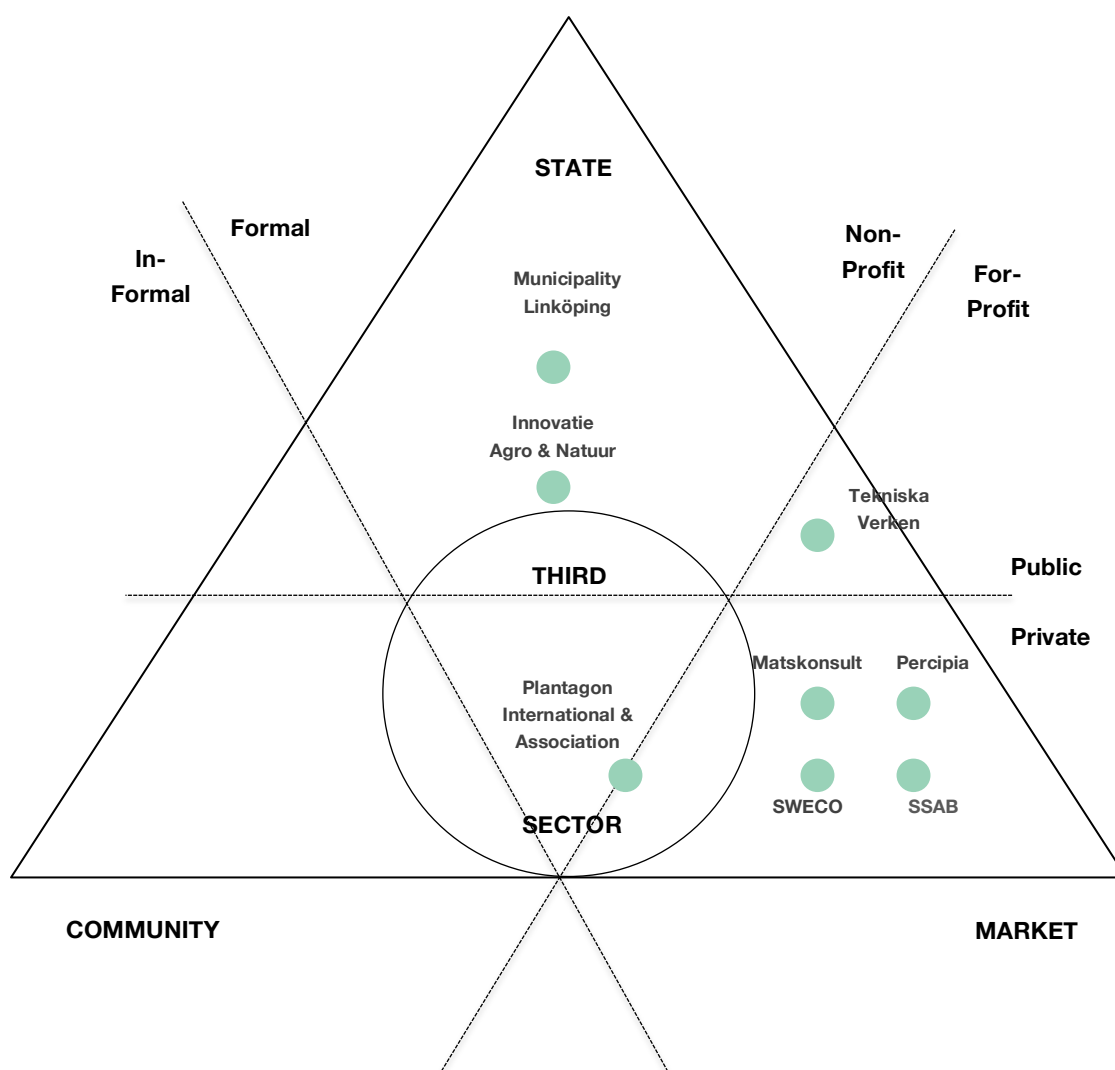 STATE
Formal
In-
Formal
Non-
Profit
For-
Profit
Municipality
Linköping
Innovatie
Agro & Natuur
Tekniska
Verken
THIRD
Public
Private
Matskonsult
Percipia
Plantagon
International &
Association
SWECO
SSAB
SECTOR
COMMUNITY
MARKET